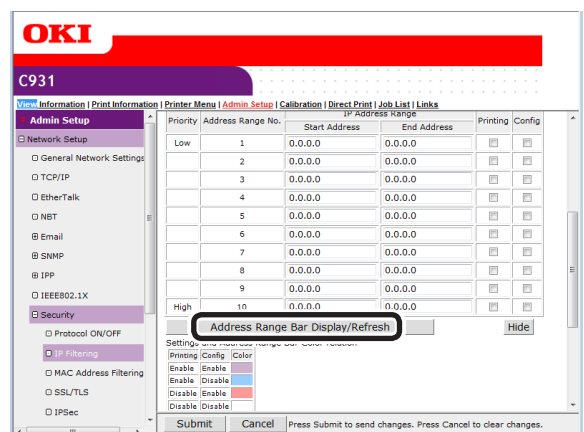 OKI
C931
View Information | Print Information | Printer Menu | Admin Setup | Calibration | Direct Print | Job List | Links
Admin Setup
Network Setup
General Network Settings
TCP/IP
EtherTalk
NBT
Email
SNMP
IPP
IEEE802.1X
Security
Protocol ON/OFF
IP Filtering
MAC Address Filtering
SSL/TLS
IPSec
Priority Address Range No. IP Address Range Printing Config
Start Address End Address
Low 1 0.0.0.0 0.0.0.0
2 0.0.0.0 0.0.0.0
3 0.0.0.0 0.0.0.0
4 0.0.0.0 0.0.0.0
5 0.0.0.0 0.0.0.0
6 0.0.0.0 0.0.0.0
7 0.0.0.0 0.0.0.0
8 0.0.0.0 0.0.0.0
9 0.0.0.0 0.0.0.0
High 10 0.0.0.0 0.0.0.0
Address Range Bar Display/Refresh Hide
Settings and Address Range Bar Color relation
Printing Config Color
Enable Enable
Enable Disable
Disable Enable
Disable Disable
Submit Cancel Press Submit to send changes. Press Cancel to clear changes.